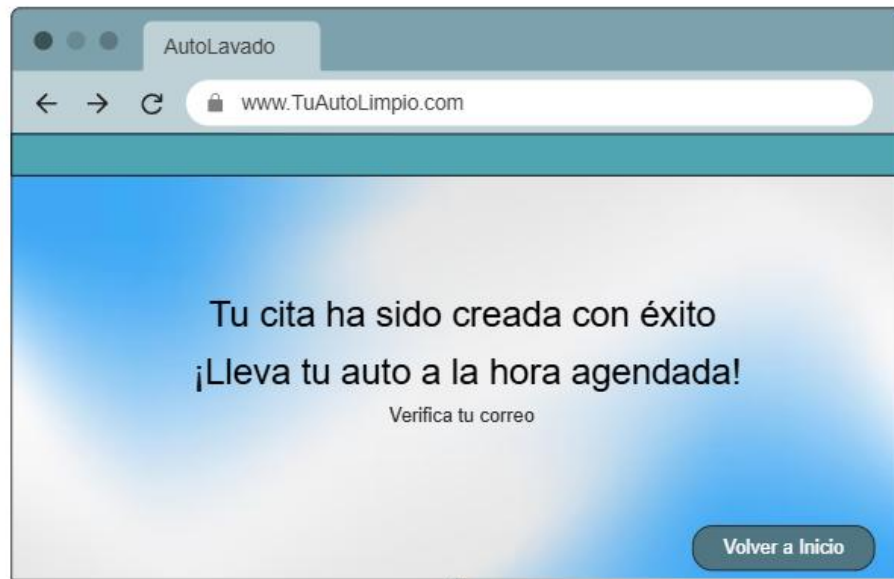 AutoLavado
www.TuAutoLimpio.com
Tu cita ha sido creada con éxito
¡Lleva tu auto a la hora agendada!
Verifica tu correo
Volver a Inicio